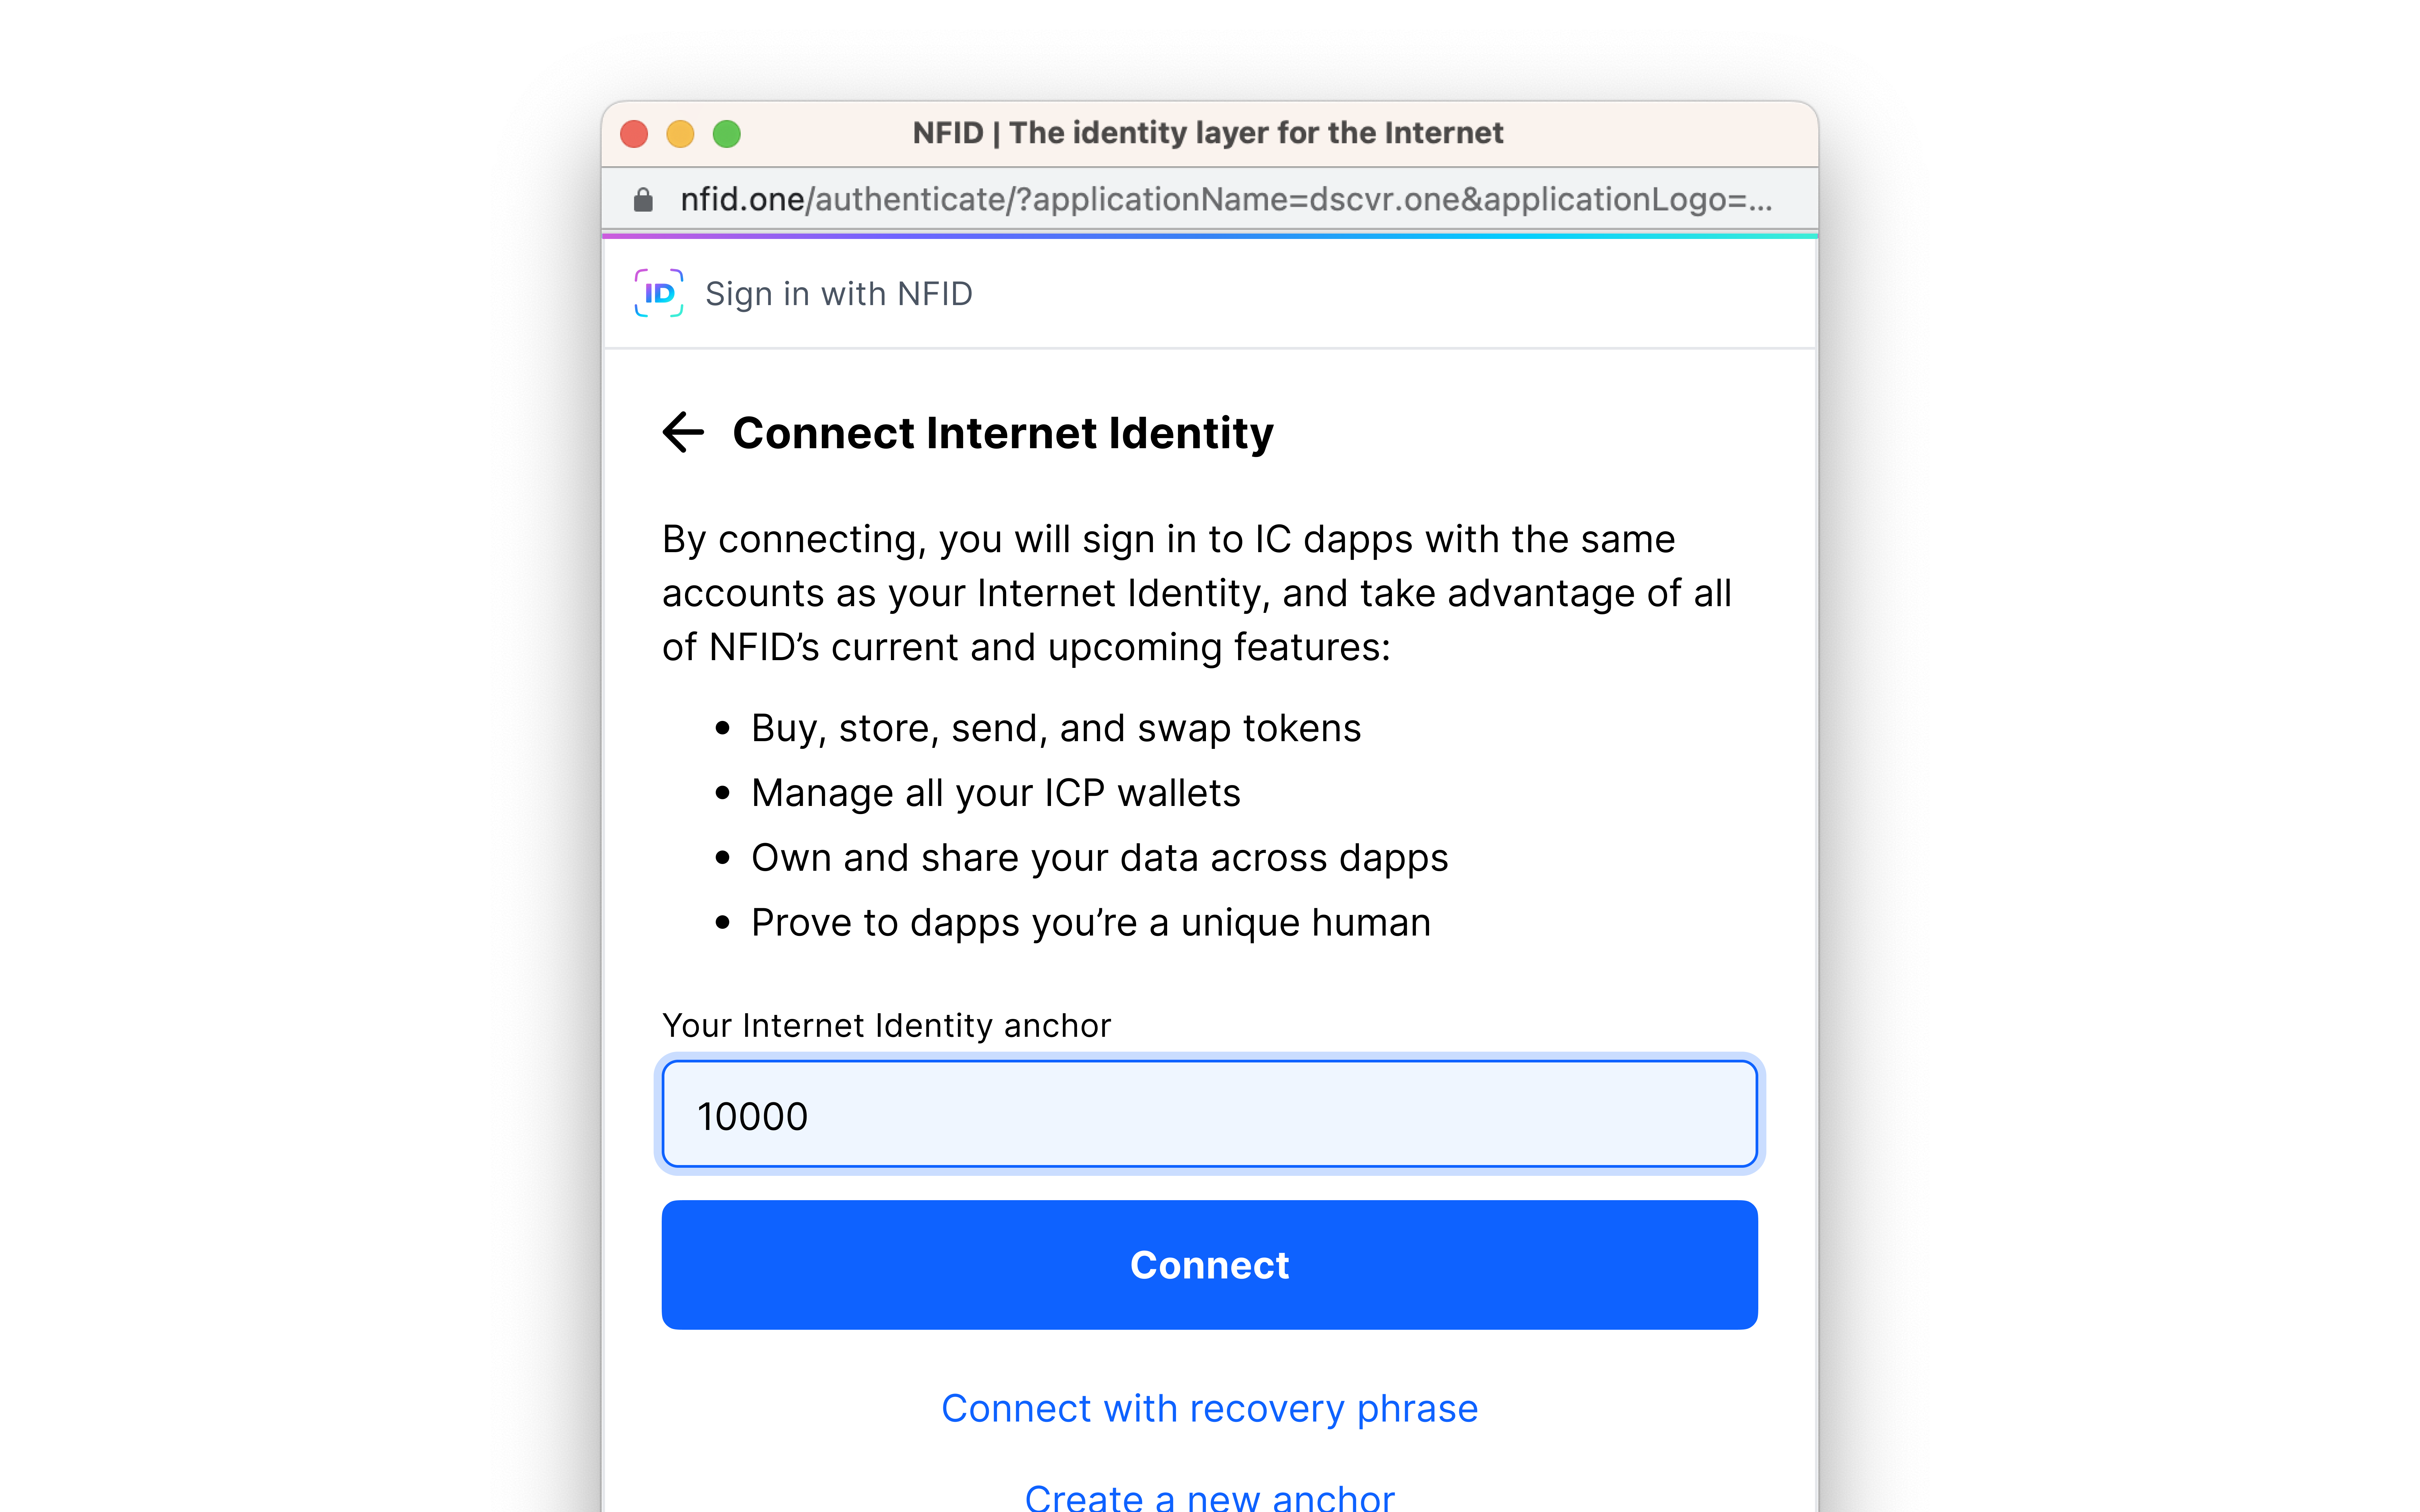 NFID | The identity layer for the Internet
nfid.one/authenticate/?applicationName=dscvr.one&applicationLogo=...
ID Sign in with NFID
Connect Internet Identity
By connecting, you will sign in to IC dapps with the same
accounts as your Internet Identity, and take advantage of all
of NFID’s current and upcoming features:
• Buy, store, send, and swap tokens
• Manage all your ICP wallets
• Own and share your data across dapps
• Prove to dapps you’re a unique human
Your Internet Identity anchor
10000
Connect
Connect with recovery phrase
Create a new anchor